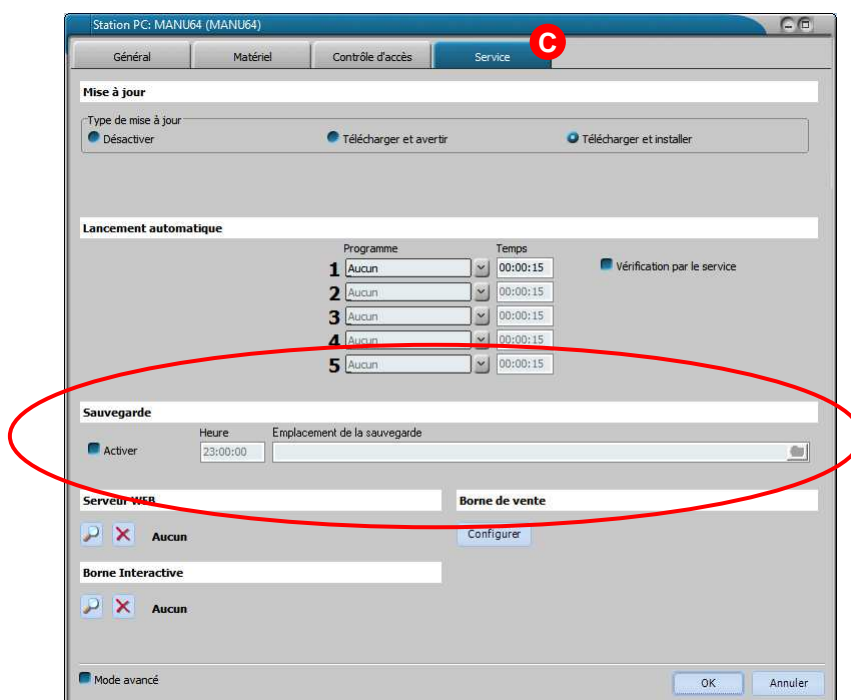 Station PC: MANU64 (MANU64)
Général Matériel Contrôle d'accès Service C
Mise à jour
Type de mise à jour
Désactiver Télécharger et avertir Télécharger et installer
Lancement automatique
Programme Temps
1 Aucun 00:00:15 Vérification par le service
2 Aucun 00:00:15
3 Aucun 00:00:15
4 Aucun 00:00:15
5 Aucun 00:00:15
Sauvegarde
Heure Emplacement de la sauvegarde
Activer 23:00:00
Serveur WEB Borne de vente
Aucun Configurer
Borne Interactive
Aucun
Mode avancé OK Annuler